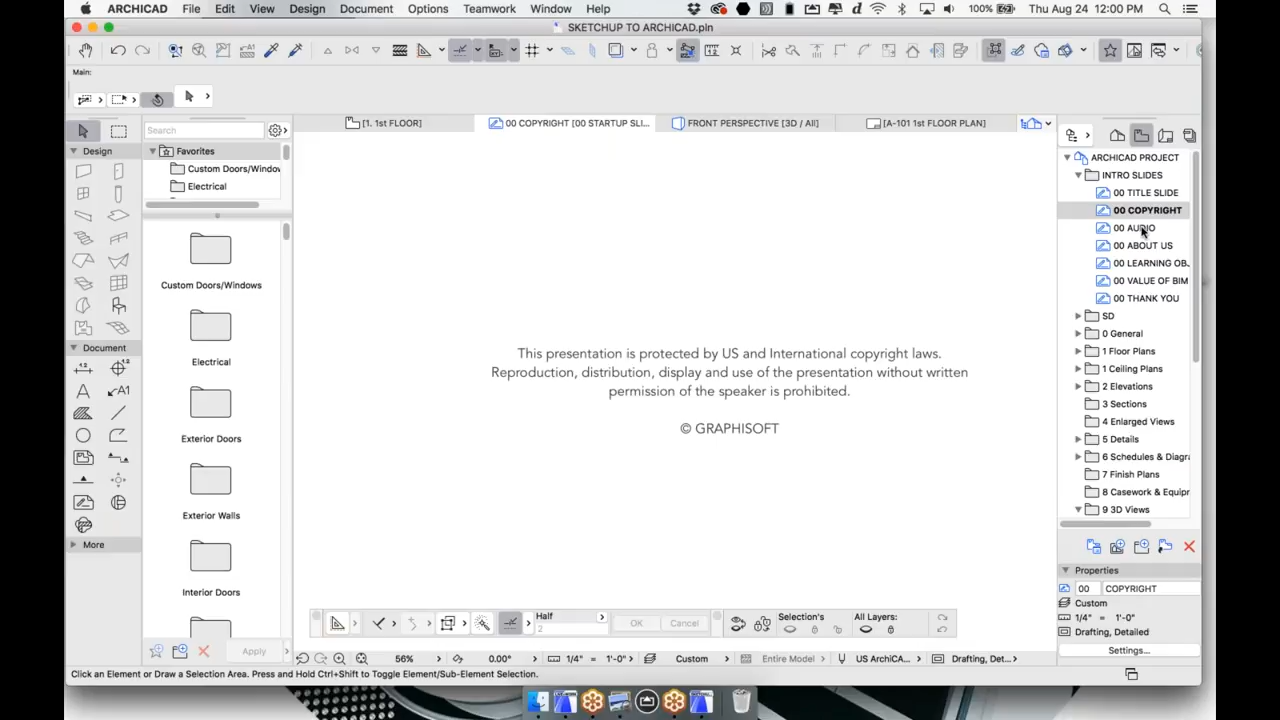 ARCHICAD File Edit View Design Document Options Teamwork Window Help 100% Thu Aug 24 12:00 PM
SKETCHUP TO ARCHICAD.pln
Main:
[1. 1st FLOOR] 00 COPYRIGHT [00 STARTUP SLI... FRONT PERSPECTIVE [3D / All] [A-101 1st FLOOR PLAN]
Search
Design
Favorites
Custom Doors/Window
Electrical
Custom Doors/Windows
Electrical
Exterior Doors
Exterior Walls
Interior Doors
Document
A1
More
Apply
This presentation is protected by US and International copyright laws.
Reproduction, distribution, display and use of the presentation without written
permission of the speaker is prohibited.
© GRAPHISOFT
ARCHICAD PROJECT
INTRO SLIDES
00 TITLE SLIDE
00 COPYRIGHT
00 AUDIO
00 ABOUT US
00 LEARNING OBJ
00 VALUE OF BIM
00 THANK YOU
SD
0 General
1 Floor Plans
1 Ceiling Plans
2 Elevations
3 Sections
4 Enlarged Views
5 Details
6 Schedules & Diagra
7 Finish Plans
8 Casework & Equipr
9 3D Views
Properties
00 COPYRIGHT
Custom
1/4" = 1'-0"
Drafting, Detailed
Settings...
Half
2
OK Cancel
Selection's
All Layers:
56% 0.00° 1/4" = 1'-0" Custom Entire Model US ArchiCA... Drafting, Det...
Click an Element or Draw a Selection Area. Press and Hold Ctrl+Shift to Toggle Element/Sub-Element Selection.